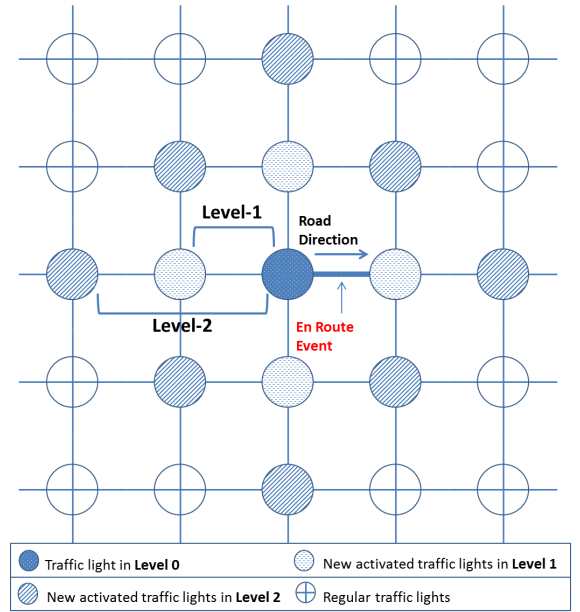 Level-1
Road
Direction
Level-2
En Route
Event
Traffic light in Level 0
New activated traffic lights in Level 1
New activated traffic lights in Level 2
Regular traffic lights